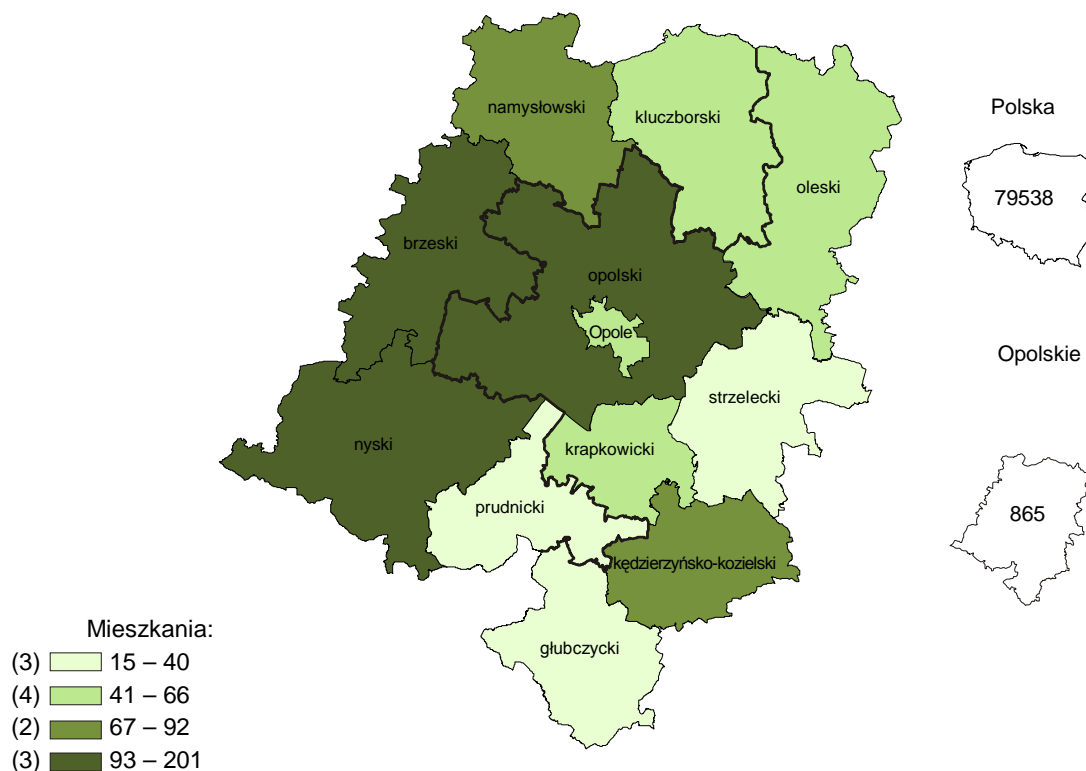 namysłowski
kluczborski
oleski
brzeski
opolski
Opole
strzelecki
nyski
krapkowicki
prudnicki
kędzierzyńsko-kozielski
głubczycki
Polska
79538
Opolskie
865
Mieszkania:
(3) 15 – 40
(4) 41 – 66
(2) 67 – 92
(3) 93 – 201